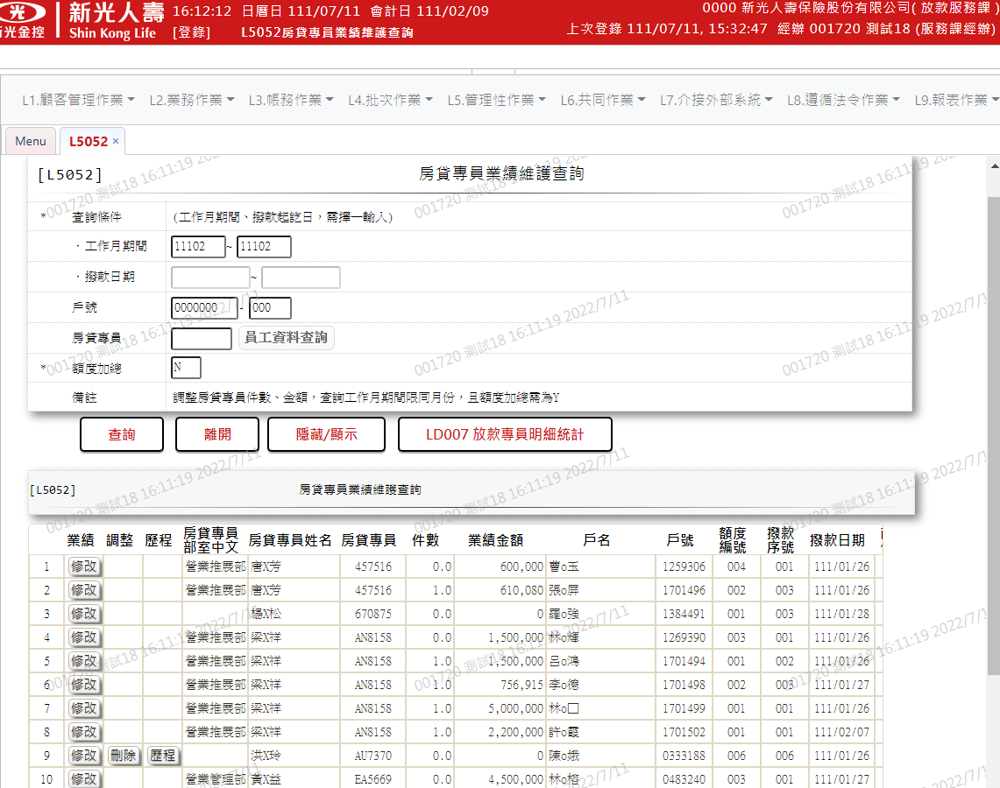 新光金控 新光人壽 Shin Kong Life
16:12:12 日曆日 111/07/11 會計日 111/02/09
0000 新光人壽保險股份有限公司( 放款服務課 )
[登錄] L5052房貸專員業績維護查詢
上次登錄 111/07/11, 15:32:47 經辦 001720 測試18 (服務課經辦)
L1.顧客管理作業 L2.業務作業 L3.帳務作業 L4.批次作業 L5.管理性作業 L6.共同作業 L7.介接外部系統 L8.遵循法令作業 L9.報表作業
Menu L5052 ×
[L5052] 房貸專員業績維護查詢
* 查詢條件 (工作月期間、撥款起訖日，需擇一輸入)
．工作月期間 11102 ~ 11102
．撥款日期 ~
戶號 0000000 - 000
房貸專員 員工資料查詢
* 額度加總 N
備註 調整房貸專員件數、金額，查詢工作月期間限同月份，且額度加總需為Y
查詢 離開 隱藏/顯示 LD007 放款專員明細統計
[L5052] 房貸專員業績維護查詢
業績 調整 歷程 房貸專員部室中文 房貸專員姓名 房貸專員 件數 業績金額 戶名 戶號 額度編號 撥款序號 撥款日期
1 修改 營業推展部 唐X芳 457516 0.0 600,000 曹o玉 1259306 004 001 111/01/26
2 修改 營業推展部 唐X芳 457516 1.0 610,080 張o屏 1701496 002 003 111/01/26
3 修改 楊X松 670875 0.0 0 羅o強 1384491 001 003 111/01/28
4 修改 營業推展部 梁X祥 AN8158 0.0 1,500,000 林o煇 1269390 003 001 111/01/26
5 修改 營業推展部 梁X祥 AN8158 1.0 1,500,000 呂o鴻 1701494 001 002 111/01/26
6 修改 營業推展部 梁X祥 AN8158 1.0 756,915 李o德 1701498 002 003 111/01/27
7 修改 營業推展部 梁X祥 AN8158 1.0 5,000,000 林o囗 1701499 001 001 111/01/26
8 修改 營業推展部 梁X祥 AN8158 1.0 2,200,000 許o霞 1701502 001 001 111/02/07
9 修改 刪除 歷程 洪X玲 AU7370 0.0 0 陳o娥 0333188 006 006 111/01/26
10 修改 營業管理部 黃X益 EA5669 0.0 4,500,000 林o榕 0483240 003 001 111/01/27
001720 測試18 16:11:19 2022/7/11